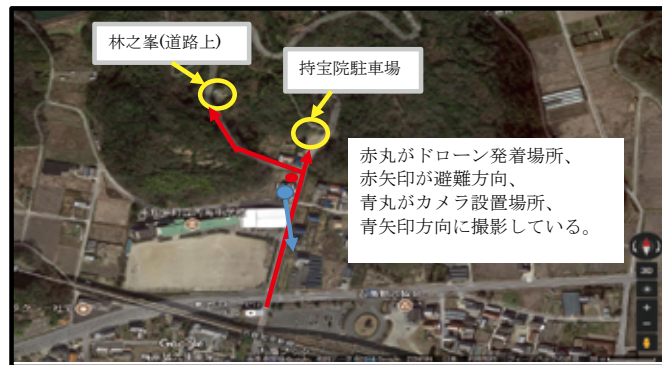 林之峯(道路上)
持宝院駐車場
赤丸がドローン発着場所、
赤矢印が避難方向、
青丸がカメラ設置場所、
青矢印方向に撮影している。
3D